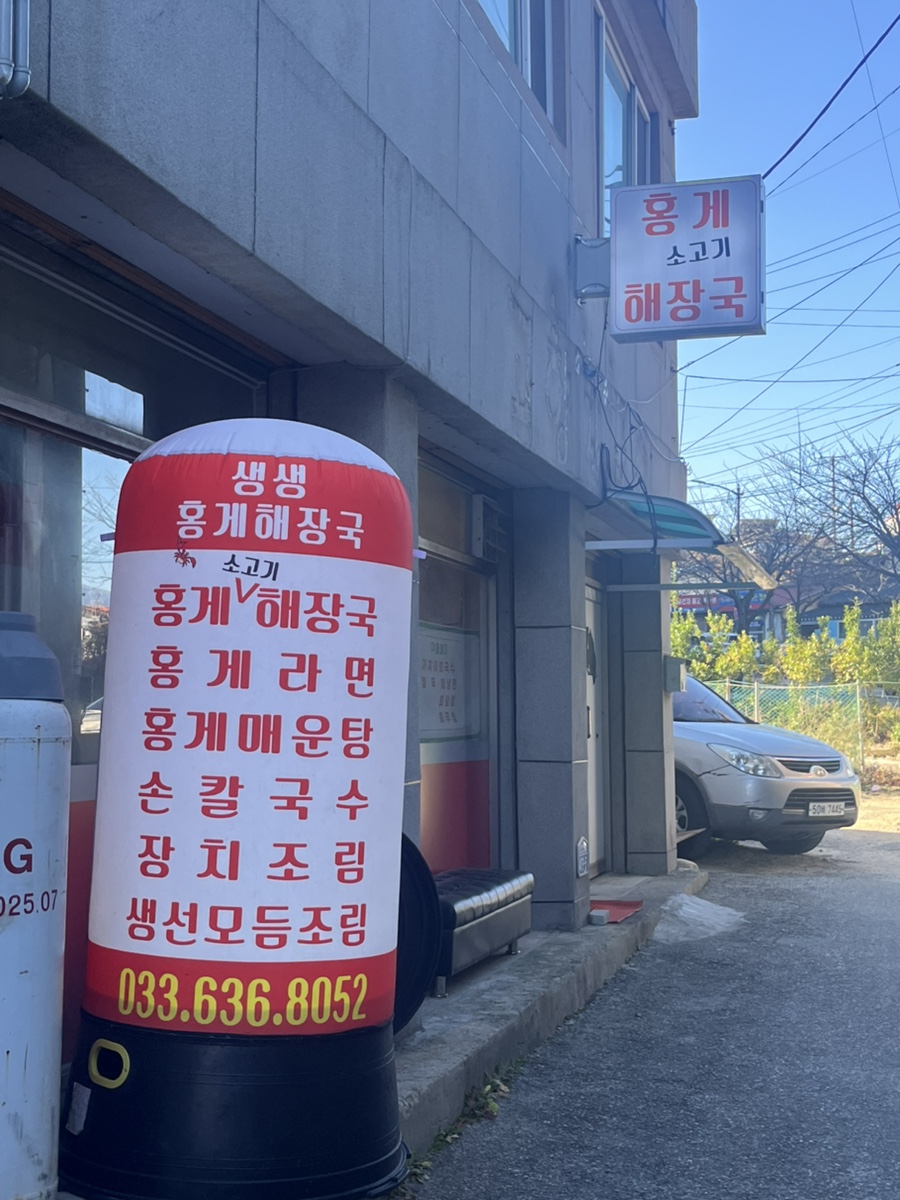 홍게
소고기
해장국
생생
홍게해장국
소고기
홍게V해장국
홍게라면
홍게매운탕
손칼국수
장치조림
생선모듬조림
033.636.8052
G
025.07